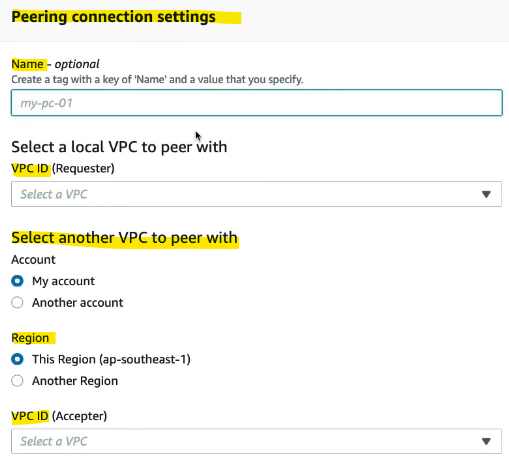 Peering connection settings
Name - optional
Create a tag with a key of 'Name' and a value that you specify.
my-pc-01
Select a local VPC to peer with
VPC ID (Requester)
Select a VPC
Select another VPC to peer with
Account
My account
Another account
Region
This Region (ap-southeast-1)
Another Region
VPC ID (Accepter)
Select a VPC